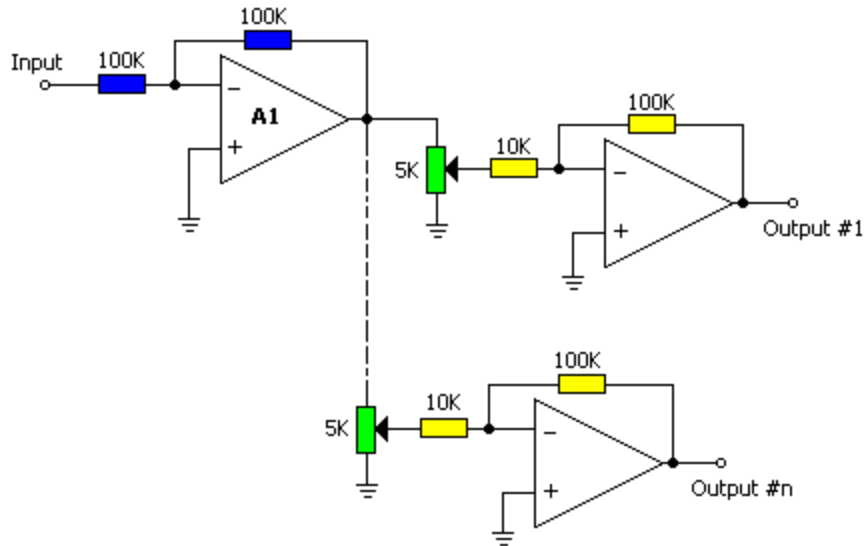 100K
Input
100K
−
A1
+
100K
10K
5K
−
+
Output #1
100K
10K
5K
−
+
Output #n